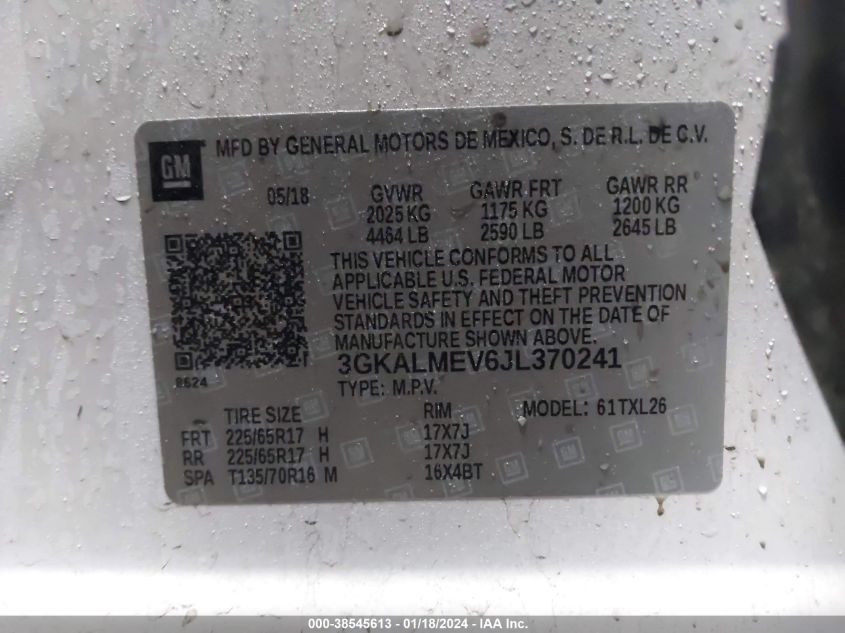 GM MFD BY GENERAL MOTORS DE MEXICO, S. DE R.L. DE C.V.
05/18 GVWR GAWR FRT GAWR RR
2025 KG 1175 KG 1200 KG
4464 LB 2590 LB 2645 LB
THIS VEHICLE CONFORMS TO ALL
APPLICABLE U.S. FEDERAL MOTOR
VEHICLE SAFETY AND THEFT PREVENTION
STANDARDS IN EFFECT ON THE DATE OF
MANUFACTURE SHOWN ABOVE.
3GKALMEV6JL370241
8624
TYPE: M.P.V.
TIRE SIZE RIM MODEL: 61TXL26
FRT 225/65R17 H 17X7J
RR 225/65R17 H 17X7J
SPA T135/70R16 M 16X4BT
000-38545613 - 01/18/2024 - IAA, Inc.